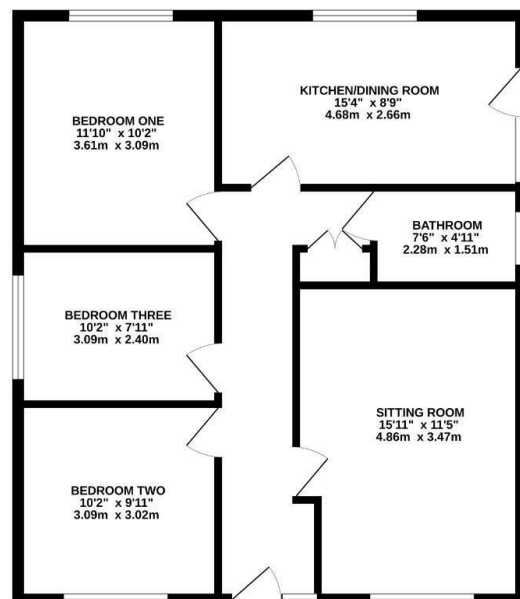 KITCHEN/DINING ROOM
15'4" x 8'9"
4.68m x 2.66m
BEDROOM ONE
11'10" x 10'2"
3.61m x 3.09m
BATHROOM
7'6" x 4'11"
2.28m x 1.51m
BEDROOM THREE
10'2" x 7'11"
3.09m x 2.40m
SITTING ROOM
15'11" x 11'5"
4.86m x 3.47m
BEDROOM TWO
10'2" x 9'11"
3.09m x 3.02m